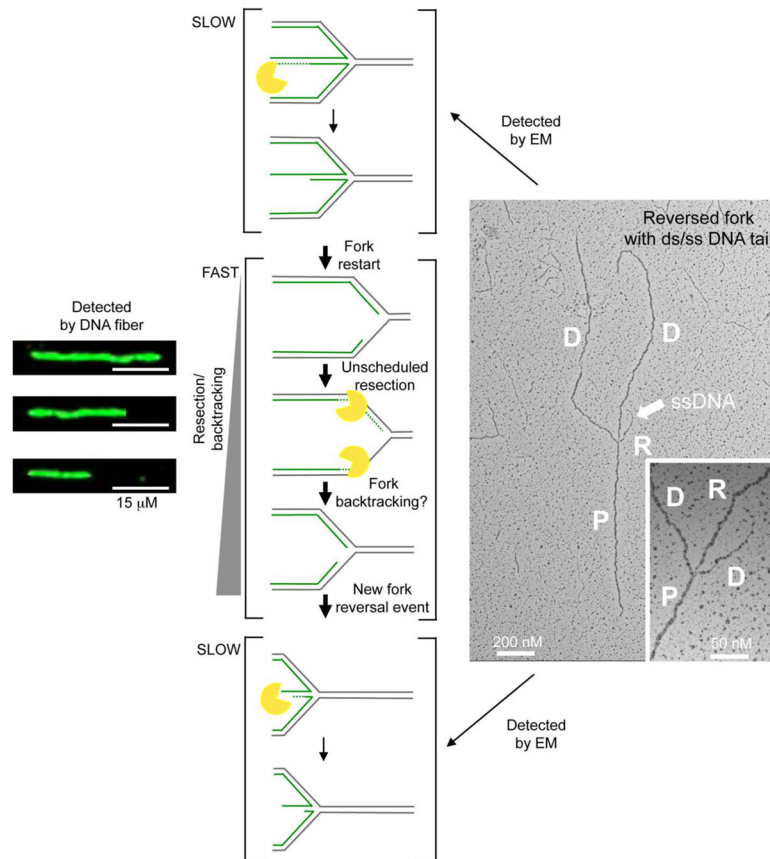 SLOW
Detected
by EM
Fork
restart
FAST
Detected
by DNA fiber
Resection/
backtracking
Unscheduled
resection
Fork
backtracking?
15 µM
New fork
reversal event
SLOW
Detected
by EM
Reversed fork
with ds/ss DNA tail
D
D
ssDNA
R
P
200 nM
D
R
D
P
50 nM